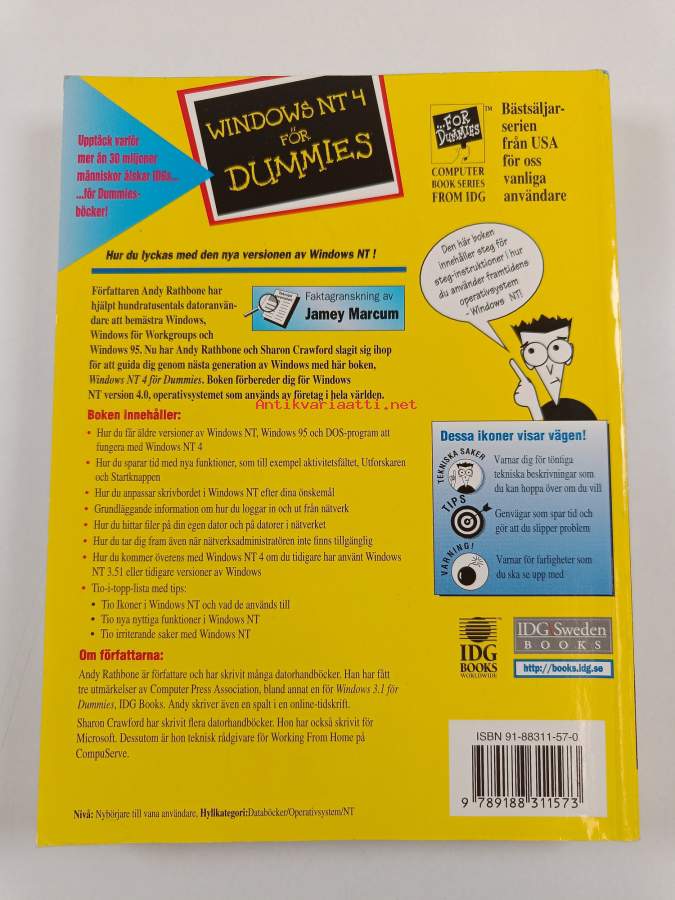 Upptäck varför
mer än 30 miljoner
människor älskar IDGs...
...för Dummies-
böcker!
WINDOWS NT 4
FÖR
DUMMIES
...FOR
DUMMIES
™
COMPUTER
BOOK SERIES
FROM IDG
Bästsäljar-
serien
från USA
för oss
vanliga
användare
Hur du lyckas med den nya versionen av Windows NT !
Författaren Andy Rathbone har
hjälpt hundratusentals datoranvän-
dare att bemästra Windows,
Windows för Workgroups och
Windows 95. Nu har Andy Rathbone och Sharon Crawford slagit sig ihop
för att guida dig genom nästa generation av Windows med här boken,
Windows NT 4 för Dummies. Boken förbereder dig för Windows
NT version 4.0, operativsystemet som används av företag i hela världen.
Faktagranskning av
Jamey Marcum
Den här boken
innehåller steg för
steg-instruktioner i hur
du använder framtidens
operativsystem
- Windows NT!
Antikvariaatti.net
Boken innehåller:
• Hur du får äldre versioner av Windows NT, Windows 95 och DOS-program att
fungera med Windows NT 4
• Hur du sparar tid med nya funktioner, som till exempel aktivitetsfältet, Utforskaren
och Startknappen
• Hur du anpassar skrivbordet i Windows NT efter dina önskemål
• Grundläggande information om hur du loggar in och ut från nätverk
• Hur du hittar filer på din egen dator och på datorer i nätverket
• Hur du tar dig fram även när nätverksadministratören inte finns tillgänglig
• Hur du kommer överens med Windows NT 4 om du tidigare har använt Windows
NT 3.51 eller tidigare versioner av Windows
• Tio-i-topp-lista med tips:
• Tio Ikoner i Windows NT och vad de används till
• Tio nya nyttiga funktioner i Windows NT
• Tio irriterande saker med Windows NT
Dessa ikoner visar vägen!
TEKNISKA SAKER
Varnar dig för töntiga
tekniska beskrivningar som
du kan hoppa över om du vill
TIPS
Genvägar som spar tid och
gör att du slipper problem
VARNING!
Varnar för farligheter som
du ska se upp med
Om författarna:
Andy Rathbone är författare och har skrivit många datorhandböcker. Han har fått
tre utmärkelser av Computer Press Association, bland annat en för Windows 3.1 för
Dummies, IDG Books. Andy skriver även en spalt i en online-tidskrift.
Sharon Crawford har skrivit flera datorhandböcker. Hon har också skrivit för
Microsoft. Dessutom är hon teknisk rådgivare för Working From Home på
CompuServe.
IDG
BOOKS
WORLDWIDE
IDG Sweden
BOOKS
http://books.idg.se
ISBN 91-88311-57-0
9 789188 311573
Nivå: Nybörjare till vana användare, Hyllkategori:Databöcker/Operativsystem/NT